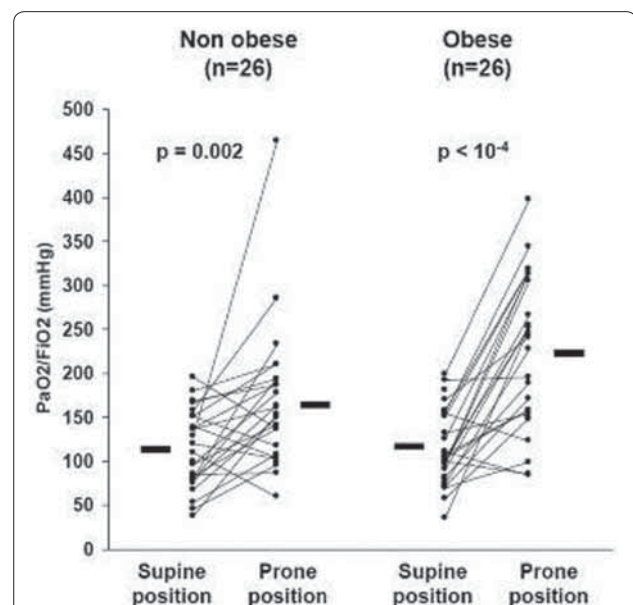 Non obese
(n=26)
Obese
(n=26)
PaO2/FiO2 (mmHg)
500
450
400
350
300
250
200
150
100
50
0
p = 0.002
p < 10-4
Supine
position
Prone
position
Supine
position
Prone
position